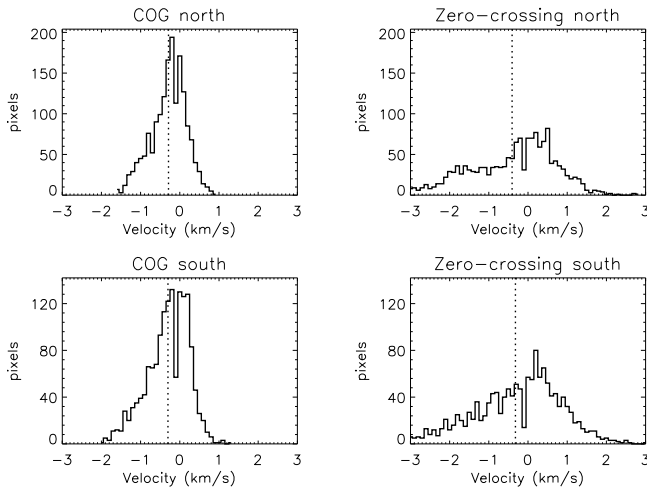 COG north
200
150
100
50
0
pixels
-3 -2 -1 0 1 2 3
Velocity (km/s)
Zero-crossing north
200
150
100
50
0
pixels
-3 -2 -1 0 1 2 3
Velocity (km/s)
COG south
120
80
40
0
pixels
-3 -2 -1 0 1 2 3
Velocity (km/s)
Zero-crossing south
120
80
40
0
pixels
-3 -2 -1 0 1 2 3
Velocity (km/s)